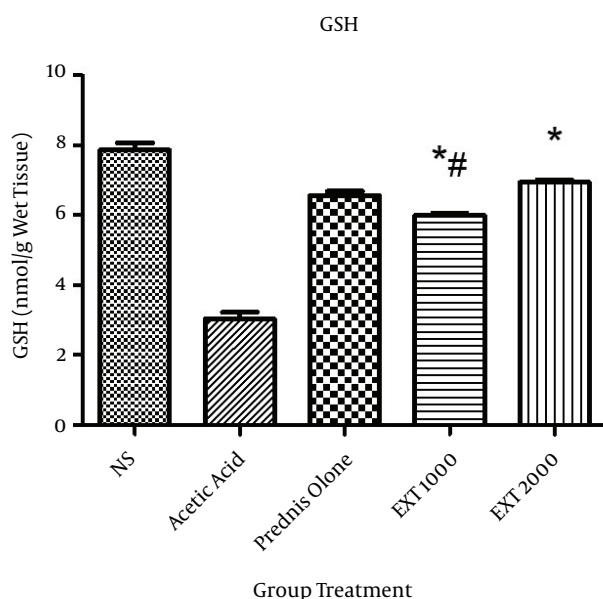 GSH
GSH (nmol/g Wet Tissue)
10
8
6
4
2
0
*#
*
NS
Acetic Acid
Prednis Olone
EXT 1000
EXT 2000
Group Treatment